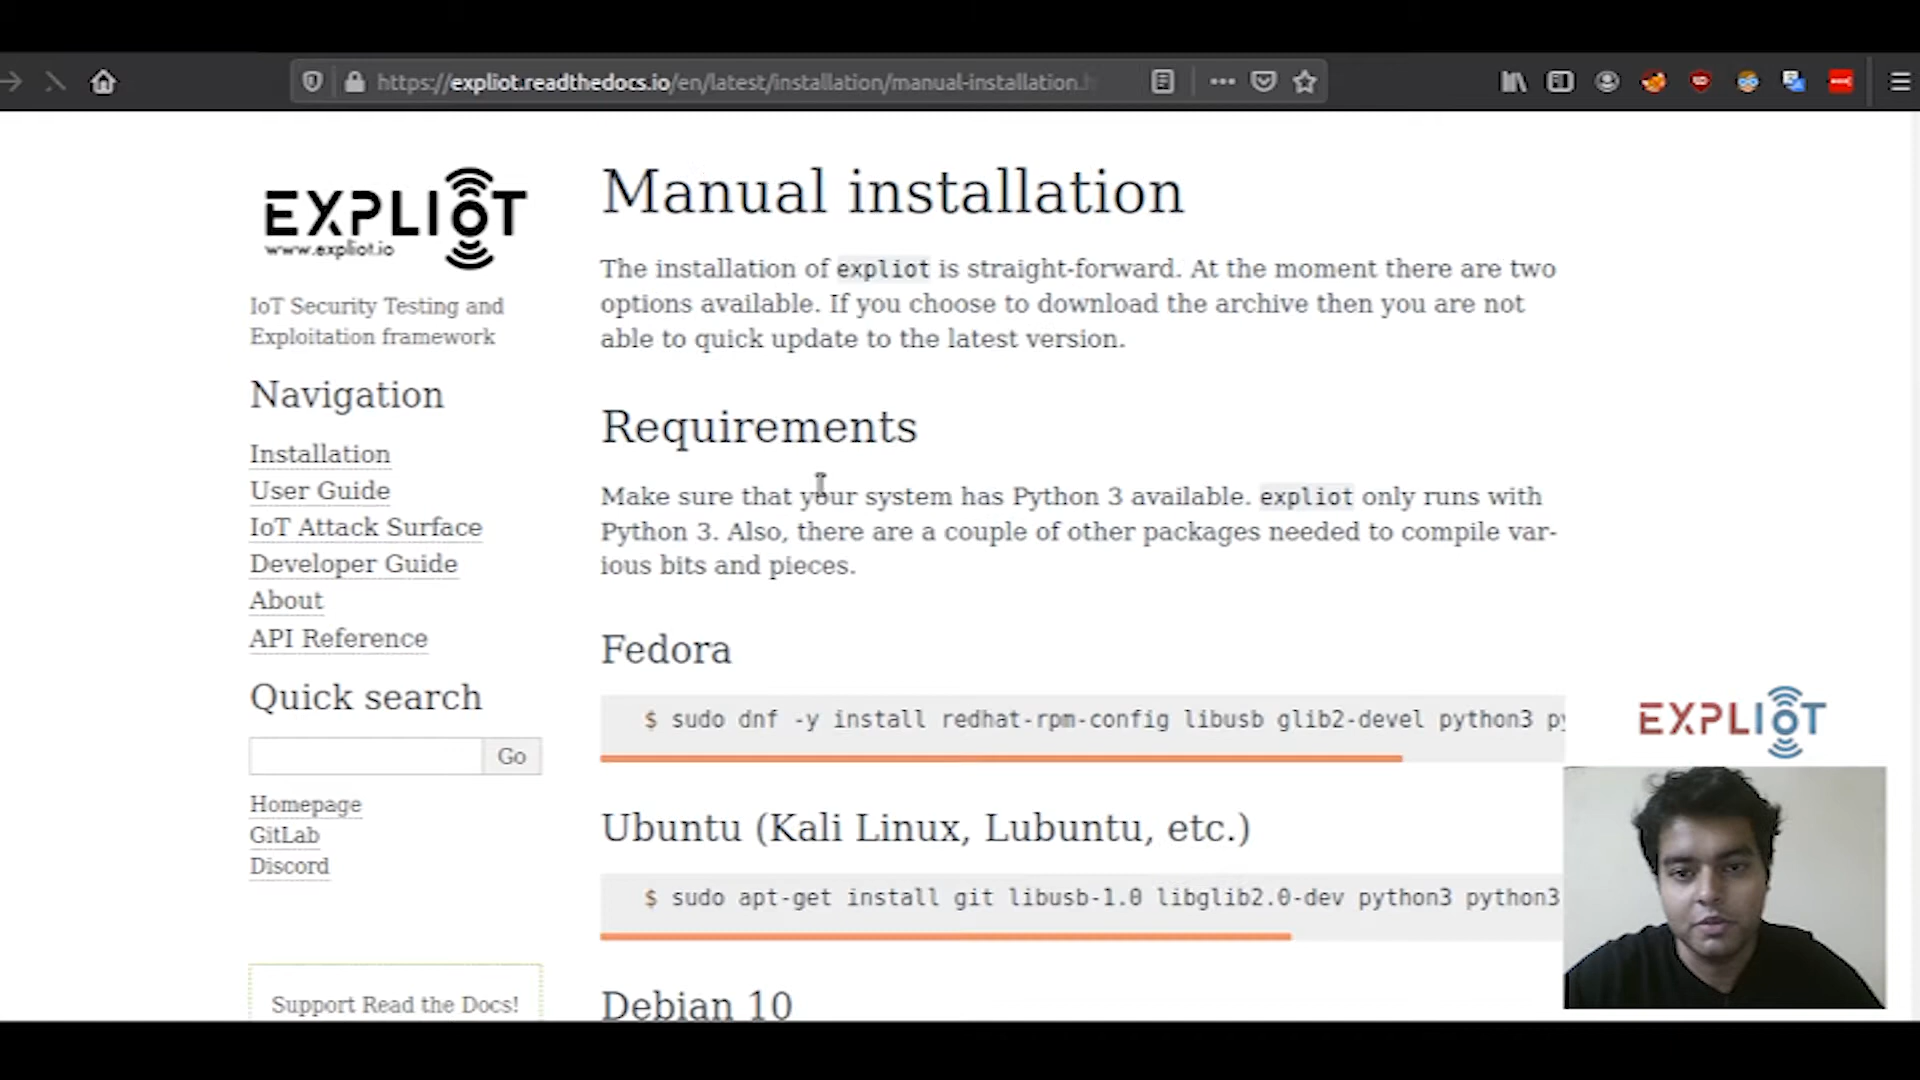 https://expliot.readthedocs.io/en/latest/installation/manual-installation.h
EXPLIOT
www.expliot.io
IoT Security Testing and
Exploitation framework
Navigation
Installation
User Guide
IoT Attack Surface
Developer Guide
About
API Reference
Quick search
Go
Homepage
GitLab
Discord
Support Read the Docs!
Manual installation
The installation of expliot is straight-forward. At the moment there are two
options available. If you choose to download the archive then you are not
able to quick update to the latest version.
Requirements
Make sure that your system has Python 3 available. expliot only runs with
Python 3. Also, there are a couple of other packages needed to compile var-
ious bits and pieces.
Fedora
$ sudo dnf -y install redhat-rpm-config libusb glib2-devel python3 py
Ubuntu (Kali Linux, Lubuntu, etc.)
$ sudo apt-get install git libusb-1.0 libglib2.0-dev python3 python3
Debian 10
EXPLIOT